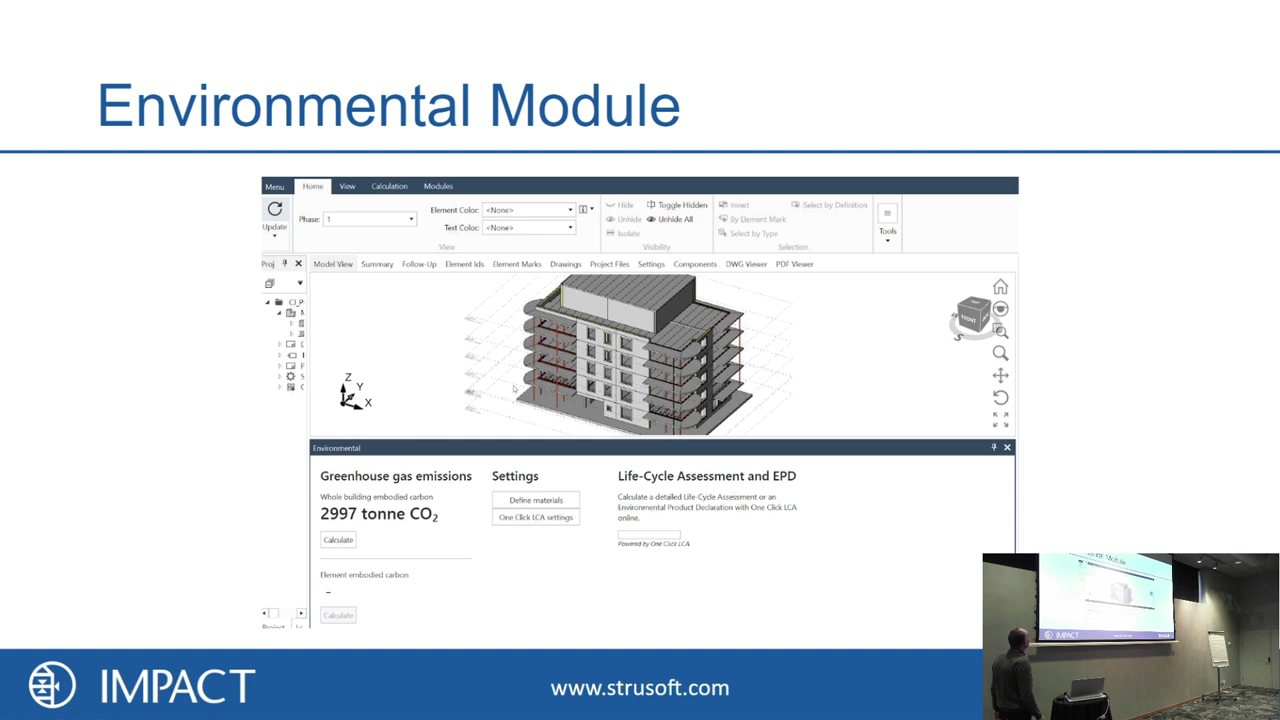 Environmental Module
Menu Home View Calculation Modules
Update
Phase: 1
Element Color: <None>
Text Color: <None>
View
Hide Toggle Hidden
Unhide Unhide All
Isolate
Visibility
Invert Select by Definition
By Element Mark
Select by Type
Selection
Tools
Proj
Model View Summary Follow-Up Element Ids Element Marks Drawings Project Files Settings Components DWG Viewer PDF Viewer
CJ_P
FRONT
S
Z
Y
X
Environmental
Greenhouse gas emissions
Whole building embodied carbon
2997 tonne CO₂
Calculate
Element embodied carbon
-
Calculate
Settings
Define materials
One Click LCA settings
Life-Cycle Assessment and EPD
Calculate a detailed Life-Cycle Assessment or an
Environmental Product Declaration with One Click LCA
online.
Powered by One Click LCA
Project
IMPACT
www.strusoft.com
IMPACT